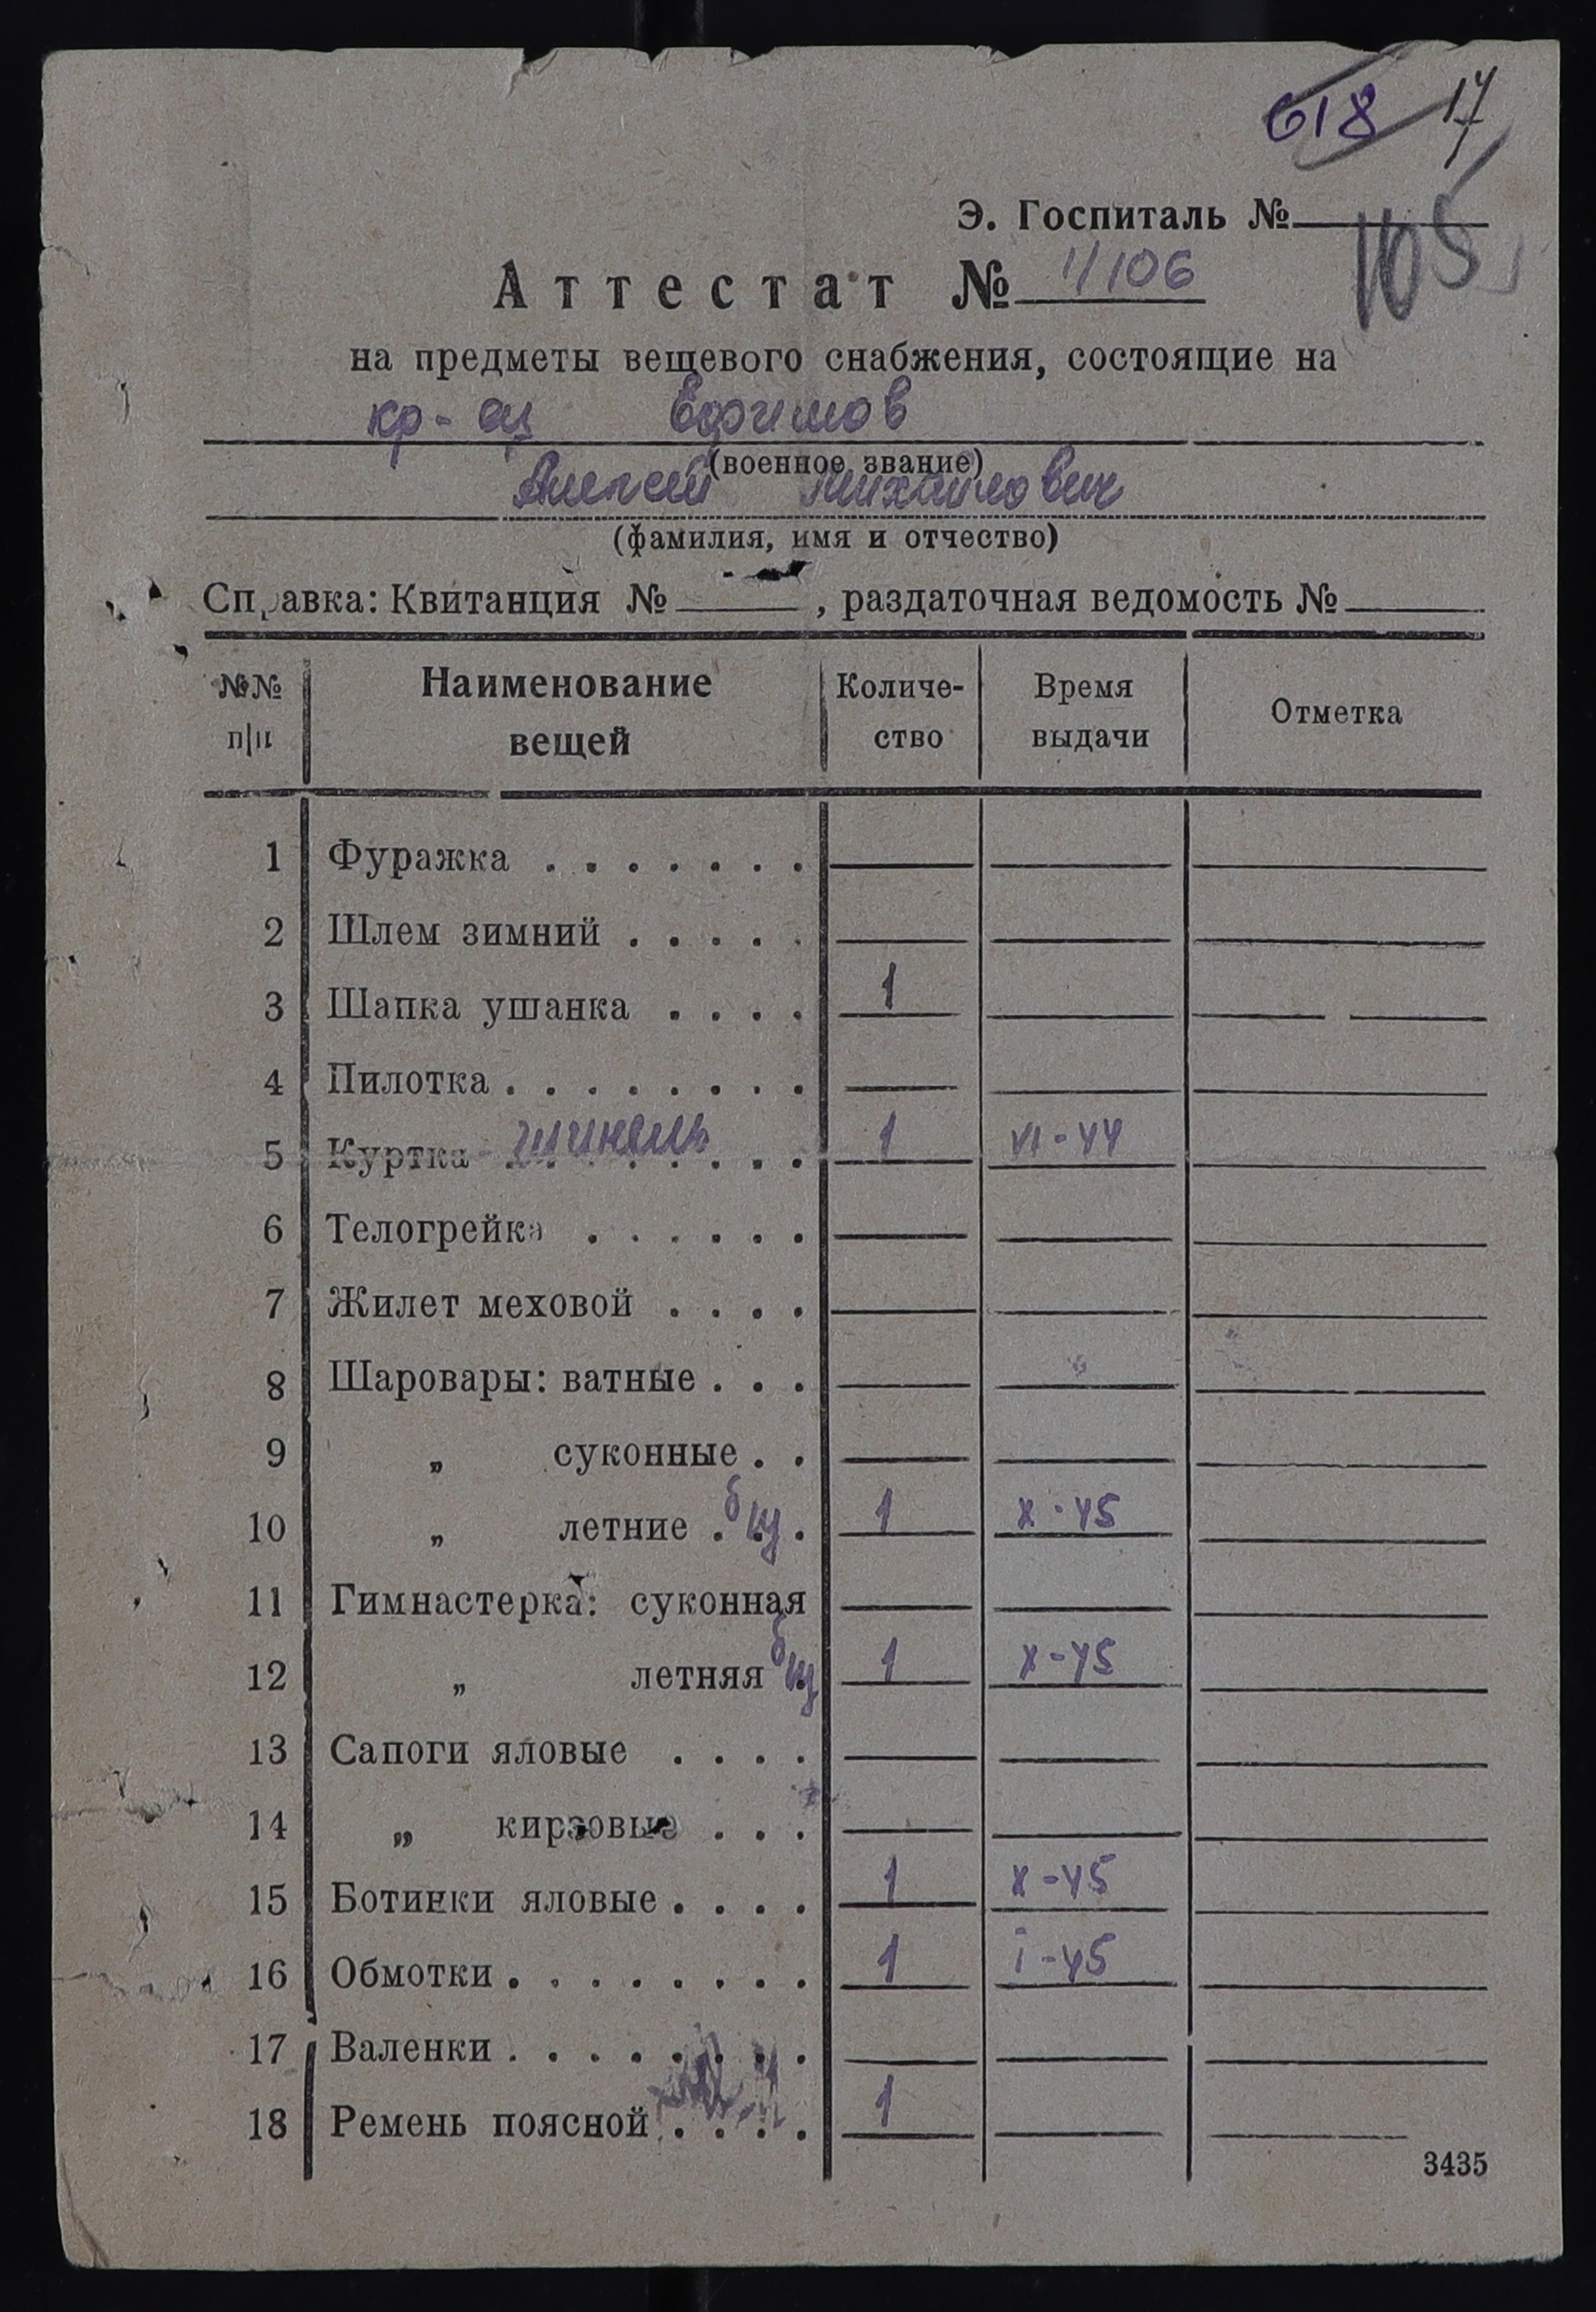 618 17
Э. Госпиталь №
105
Аттестат № 11106
на предметы вещевого снабжения, состоящие на
кр-ец Ефимов
(военное звание)
Алексей Михайлович
(фамилия, имя и отчество)
Справка: Квитанция № , раздаточная ведомость №
№№ п/п Наименование вещей Количе-ство Время выдачи Отметка
1 Фуражка
2 Шлем зимний
3 Шапка ушанка 1
4 Пилотка
5 Куртка шинель 1 VI-44
6 Телогрейка
7 Жилет меховой
8 Шаровары: ватные
9 „ суконные
10 „ летние б/у 1 X-45
11 Гимнастерка: суконная
12 „ летняя б/у 1 X-45
13 Сапоги яловые
14 „ кирзовые
15 Ботинки яловые 1 X-45
16 Обмотки 1 i-45
17 Валенки
18 Ремень поясной 1
3435